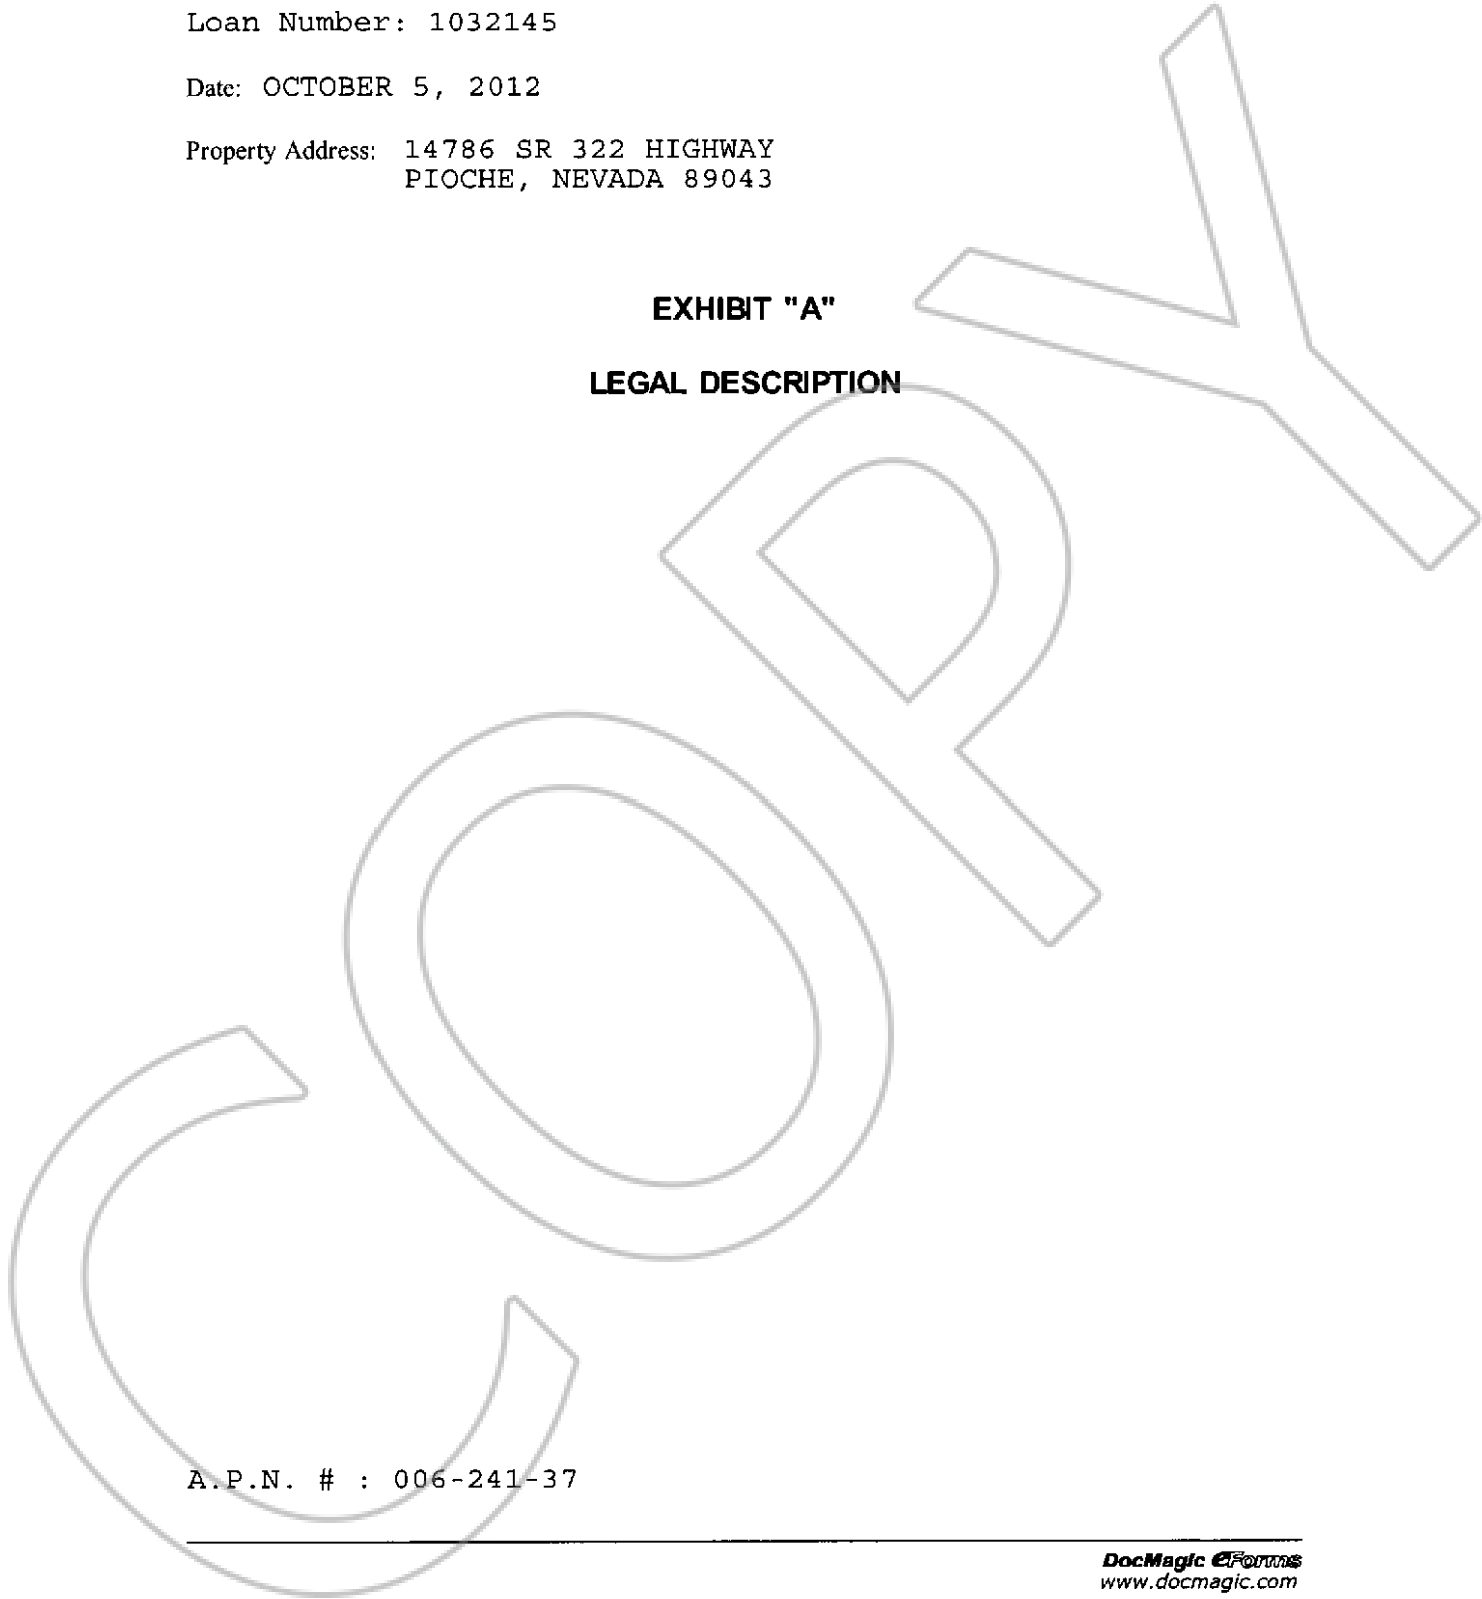 Loan Number: 1032145
Date: OCTOBER 5, 2012
Property Address: 14786 SR 322 HIGHWAY
PIOCHE, NEVADA 89043
EXHIBIT "A"
LEGAL DESCRIPTION
COPY
A.P.N. # : 006-241-37
DocMagic eForms
www.docmagic.com